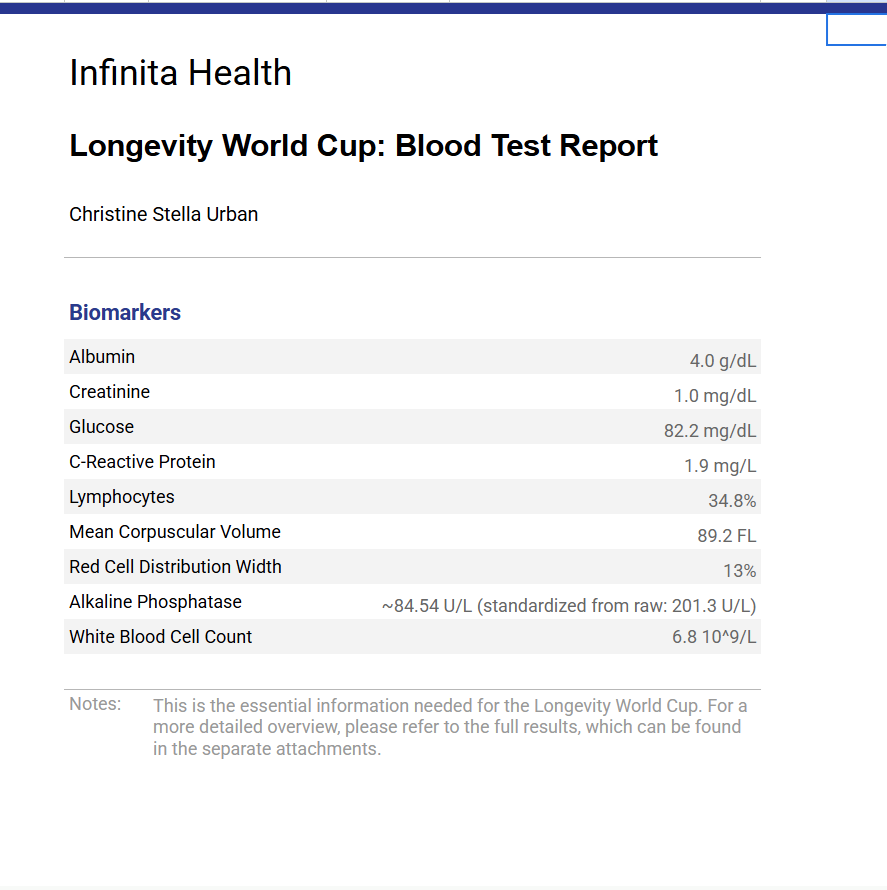 Infinita Health
Longevity World Cup: Blood Test Report
Christine Stella Urban
Biomarkers
Albumin 4.0 g/dL
Creatinine 1.0 mg/dL
Glucose 82.2 mg/dL
C-Reactive Protein 1.9 mg/L
Lymphocytes 34.8%
Mean Corpuscular Volume 89.2 FL
Red Cell Distribution Width 13%
Alkaline Phosphatase ~84.54 U/L (standardized from raw: 201.3 U/L)
White Blood Cell Count 6.8 10^9/L
Notes: This is the essential information needed for the Longevity World Cup. For a
more detailed overview, please refer to the full results, which can be found
in the separate attachments.